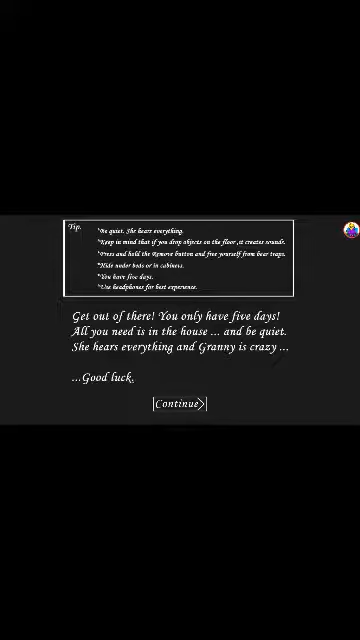 Tip.
*Be quiet. She hears everything.
*Keep in mind that if you drop objects on the floor ,it creates sounds.
*Press and hold the Remove button and free yourself from bear traps.
*Hide under beds or in cabinets.
*You have five days.
*Use headphones for best experience.
Get out of there! You only have five days!
All you need is in the house ... and be quiet.
She hears everything and Granny is crazy ...
...Good luck.
Continue